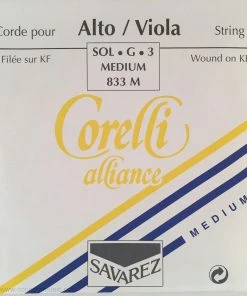 Corde pour Alto / Viola String
Filée sur KF SOL • G • 3 Wound on KF
MEDIUM
833 M
Corelli
alliance
MEDIUM
SAVAREZ